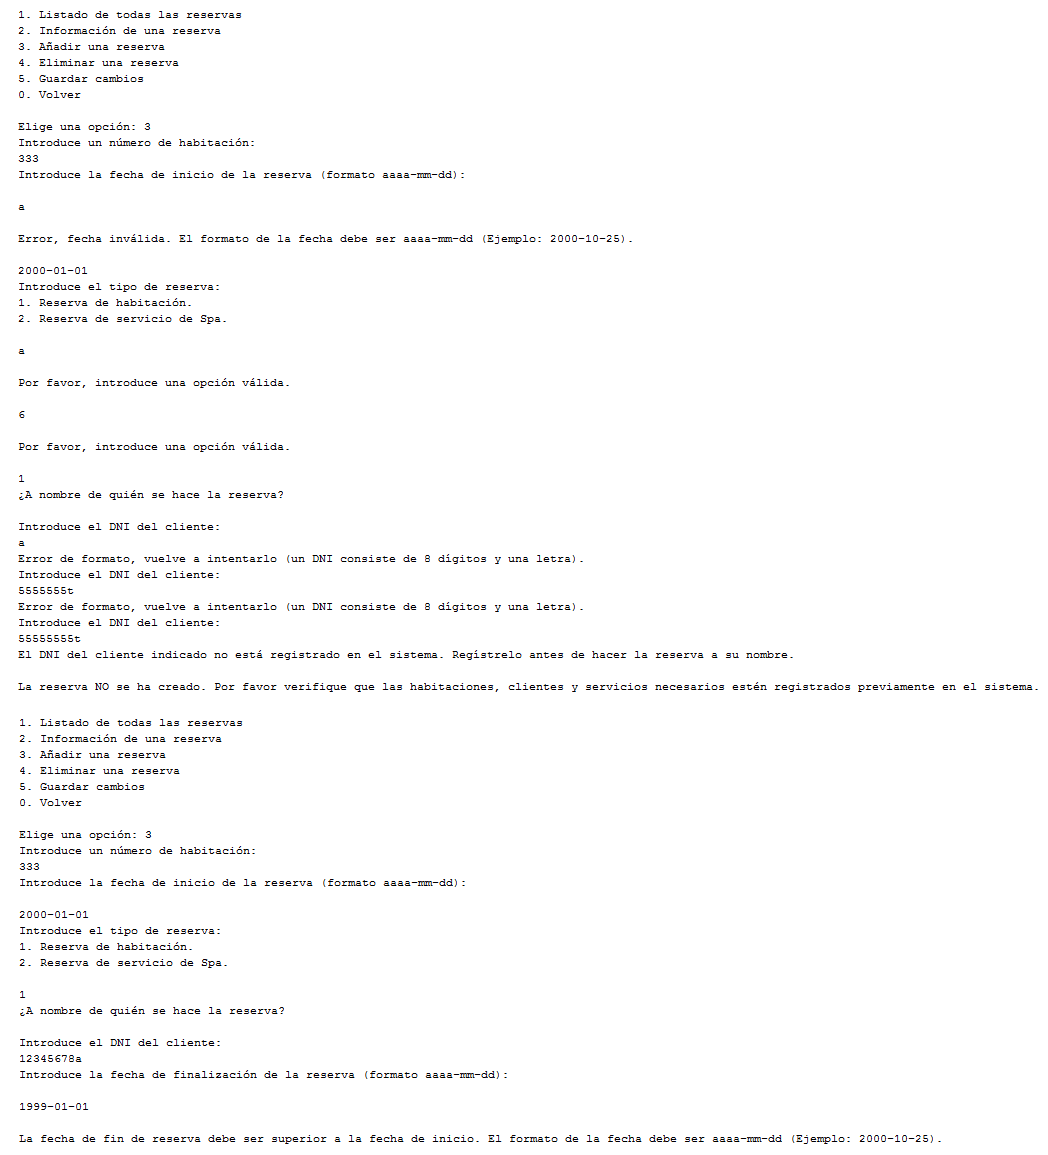 1. Listado de todas las reservas
2. Información de una reserva
3. Añadir una reserva
4. Eliminar una reserva
5. Guardar cambios
0. Volver
Elige una opción: 3
Introduce un número de habitación:
333
Introduce la fecha de inicio de la reserva (formato aaaa-mm-dd):
a
Error, fecha inválida. El formato de la fecha debe ser aaaa-mm-dd (Ejemplo: 2000-10-25).
2000-01-01
Introduce el tipo de reserva:
1. Reserva de habitación.
2. Reserva de servicio de Spa.
a
Por favor, introduce una opción válida.
6
Por favor, introduce una opción válida.
1
¿A nombre de quién se hace la reserva?
Introduce el DNI del cliente:
a
Error de formato, vuelve a intentarlo (un DNI consiste de 8 dígitos y una letra).
Introduce el DNI del cliente:
5555555t
Error de formato, vuelve a intentarlo (un DNI consiste de 8 dígitos y una letra).
Introduce el DNI del cliente:
55555555t
El DNI del cliente indicado no está registrado en el sistema. Regístrelo antes de hacer la reserva a su nombre.
La reserva NO se ha creado. Por favor verifique que las habitaciones, clientes y servicios necesarios estén registrados previamente en el sistema.
1. Listado de todas las reservas
2. Información de una reserva
3. Añadir una reserva
4. Eliminar una reserva
5. Guardar cambios
0. Volver
Elige una opción: 3
Introduce un número de habitación:
333
Introduce la fecha de inicio de la reserva (formato aaaa-mm-dd):
2000-01-01
Introduce el tipo de reserva:
1. Reserva de habitación.
2. Reserva de servicio de Spa.
1
¿A nombre de quién se hace la reserva?
Introduce el DNI del cliente:
12345678a
Introduce la fecha de finalización de la reserva (formato aaaa-mm-dd):
1999-01-01
La fecha de fin de reserva debe ser superior a la fecha de inicio. El formato de la fecha debe ser aaaa-mm-dd (Ejemplo: 2000-10-25).